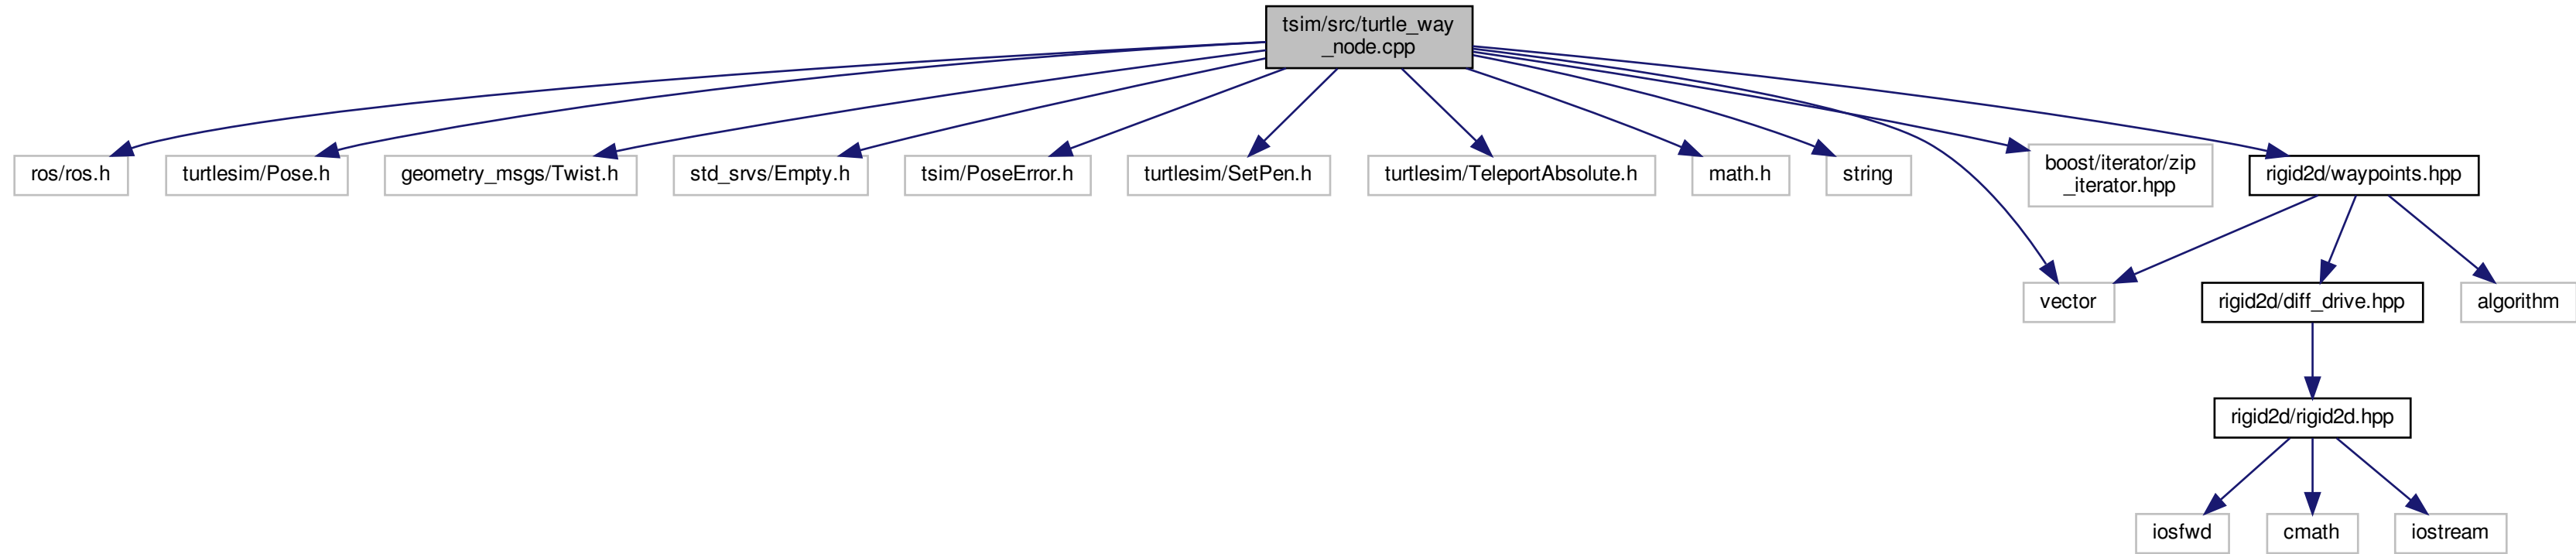 tsim/src/turtle_way
_node.cpp
ros/ros.h
turtlesim/Pose.h
geometry_msgs/Twist.h
std_srvs/Empty.h
tsim/PoseError.h
turtlesim/SetPen.h
turtlesim/TeleportAbsolute.h
math.h
string
boost/iterator/zip
_iterator.hpp
rigid2d/waypoints.hpp
vector
rigid2d/diff_drive.hpp
algorithm
rigid2d/rigid2d.hpp
iosfwd
cmath
iostream